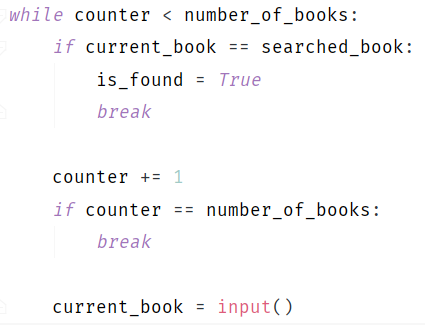 while counter < number_of_books:
    if current_book == searched_book:
        is_found = True
        break

    counter += 1
    if counter == number_of_books:
        break

    current_book = input()